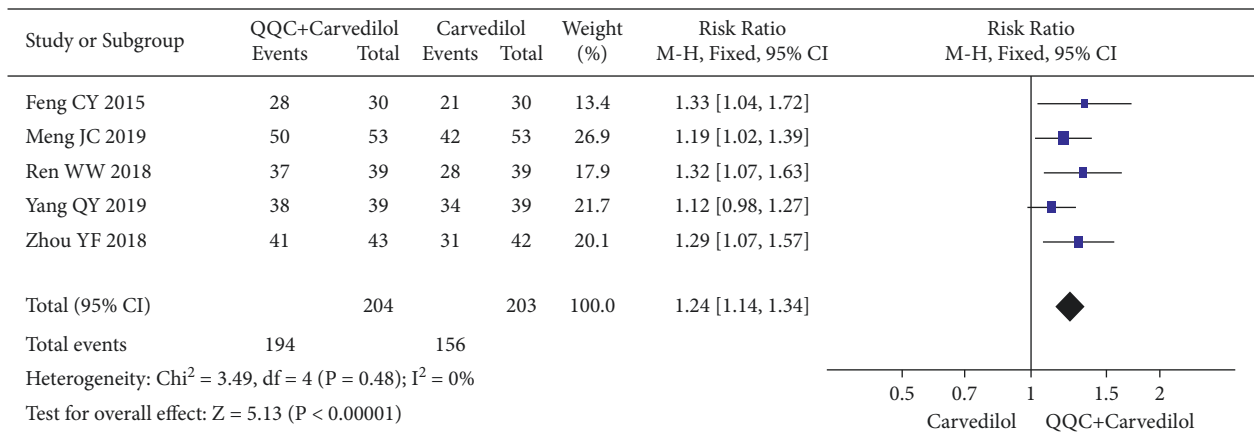 Study or Subgroup QQC+Carvedilol Carvedilol Weight Risk Ratio Risk Ratio
Events Total Events Total (%) M-H, Fixed, 95% CI M-H, Fixed, 95% CI
Feng CY 2015 28 30 21 30 13.4 1.33 [1.04, 1.72]
Meng JC 2019 50 53 42 53 26.9 1.19 [1.02, 1.39]
Ren WW 2018 37 39 28 39 17.9 1.32 [1.07, 1.63]
Yang QY 2019 38 39 34 39 21.7 1.12 [0.98, 1.27]
Zhou YF 2018 41 43 31 42 20.1 1.29 [1.07, 1.57]
Total (95% CI) 204 203 100.0 1.24 [1.14, 1.34]
Total events 194 156
Heterogeneity: Chi² = 3.49, df = 4 (P = 0.48); I² = 0%
Test for overall effect: Z = 5.13 (P < 0.00001)
0.5 0.7 1 1.5 2
Carvedilol QQC+Carvedilol